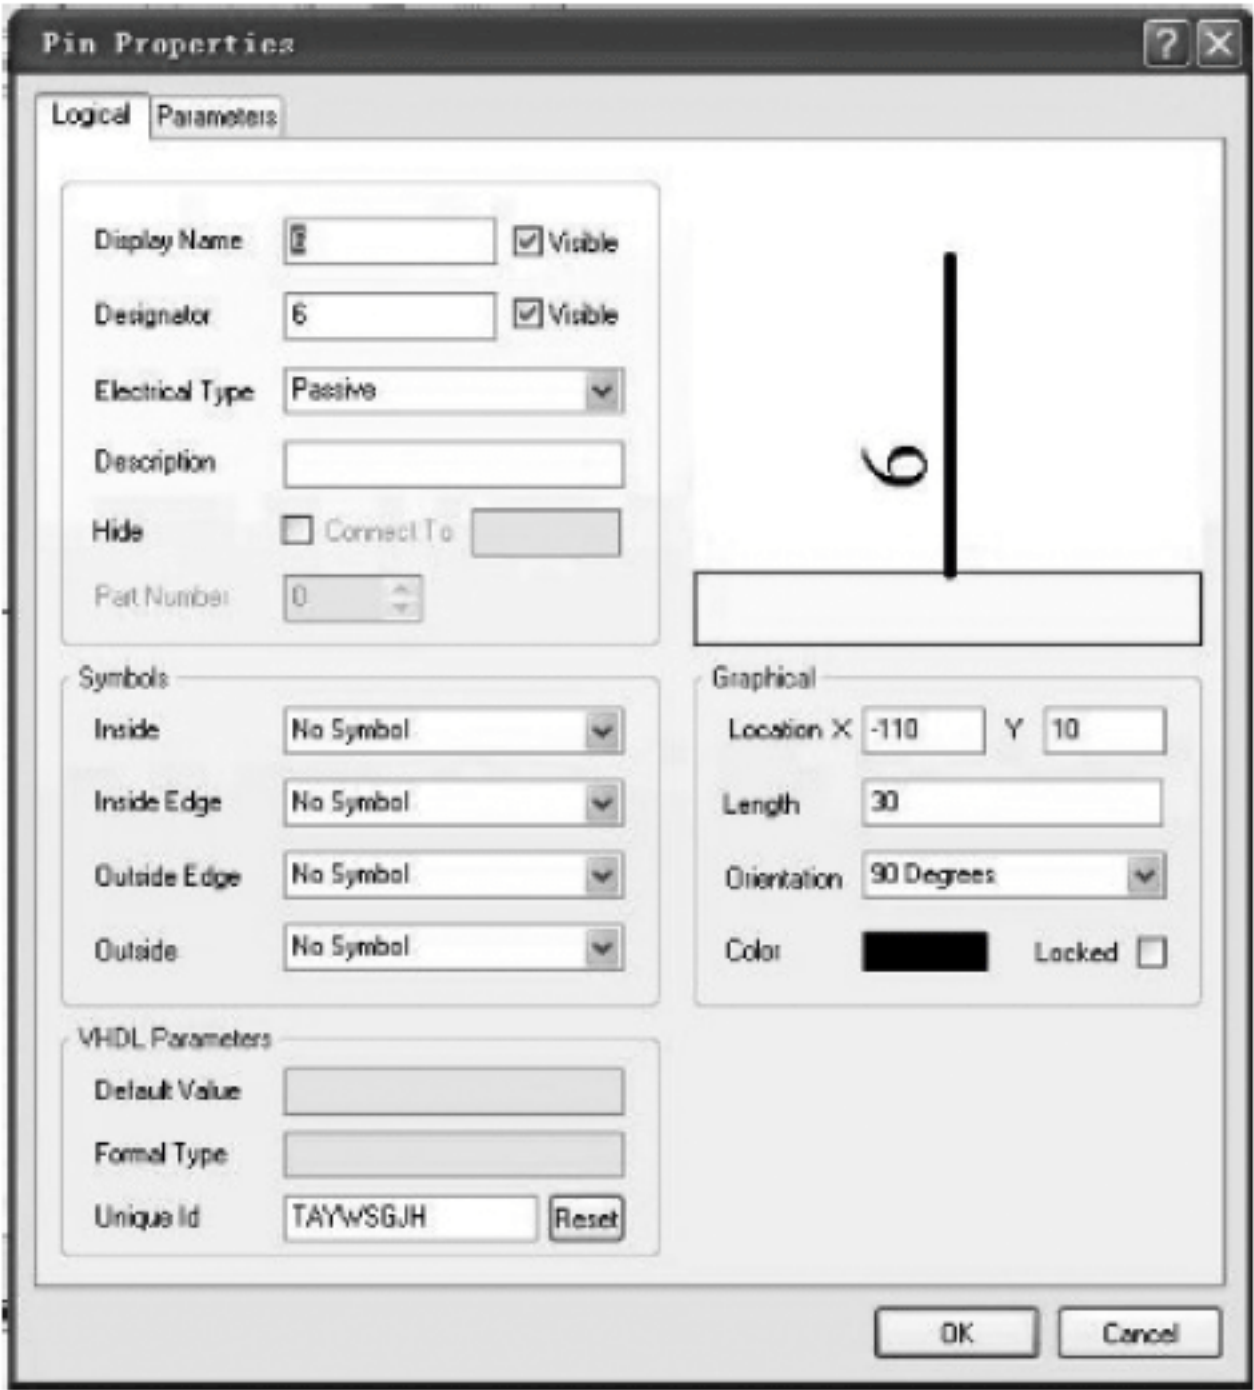 Pin Properties
Logical Parameters
Display Name Visible
Designator 6 Visible
Electrical Type Passive
Description
Hide Connect To
Part Number 0
6
Symbols
Inside No Symbol
Inside Edge No Symbol
Outside Edge No Symbol
Outside No Symbol
Graphical
Location X -110 Y 10
Length 30
Orientation 90 Degrees
Color Locked
VHDL Parameters
Default Value
Formal Type
Unique Id TAYWSGJH Reset
OK Cancel